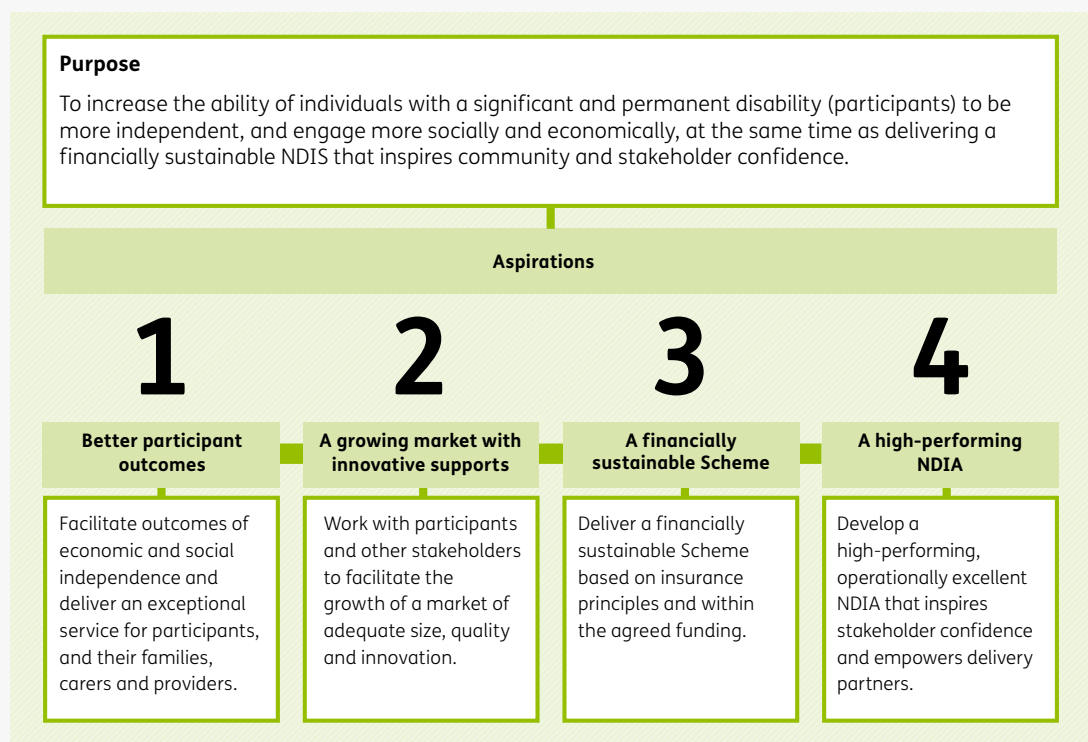 Purpose
To increase the ability of individuals with a significant and permanent disability (participants) to be
more independent, and engage more socially and economically, at the same time as delivering a
financially sustainable NDIS that inspires community and stakeholder confidence.
Aspirations
1
Better participant
outcomes
Facilitate outcomes of
economic and social
independence and
deliver an exceptional
service for participants,
and their families,
carers and providers.
2
A growing market with
innovative supports
Work with participants
and other stakeholders
to facilitate the
growth of a market of
adequate size, quality
and innovation.
3
A financially
sustainable Scheme
Deliver a financially
sustainable Scheme
based on insurance
principles and within
the agreed funding.
4
A high-performing
NDIA
Develop a
high-performing,
operationally excellent
NDIA that inspires
stakeholder confidence
and empowers delivery
partners.